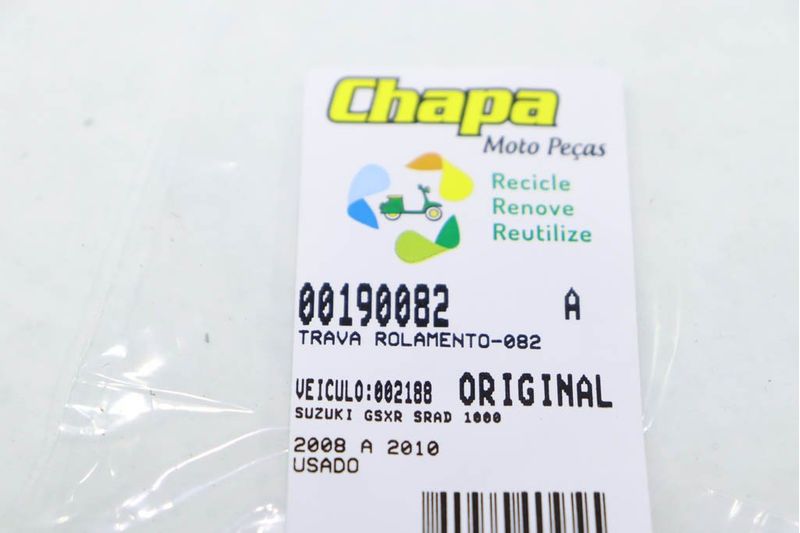 Chapa
Moto Peças
Recicle
Renove
Reutilize
00190082 A
TRAVA ROLAMENTO-082
VEICULO:002188 ORIGINAL
SUZUKI GSXR SRAD 1000
2008 A 2010
USADO